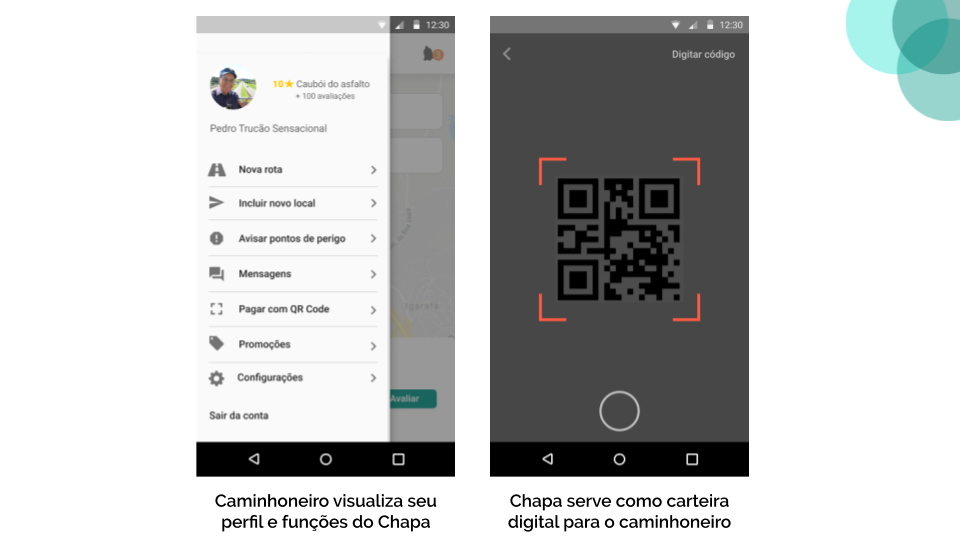 12:30
10 ★ Caubói do asfalto
+ 100 avaliações
Pedro Trucão Sensacional
Nova rota
Incluir novo local
Avisar pontos de perigo
Mensagens
Pagar com QR Code
Promoções
Configurações
Sair da conta
Avaliar
Caminhoneiro visualiza seu
perfil e funções do Chapa
12:30
Digitar código
Chapa serve como carteira
digital para o caminhoneiro